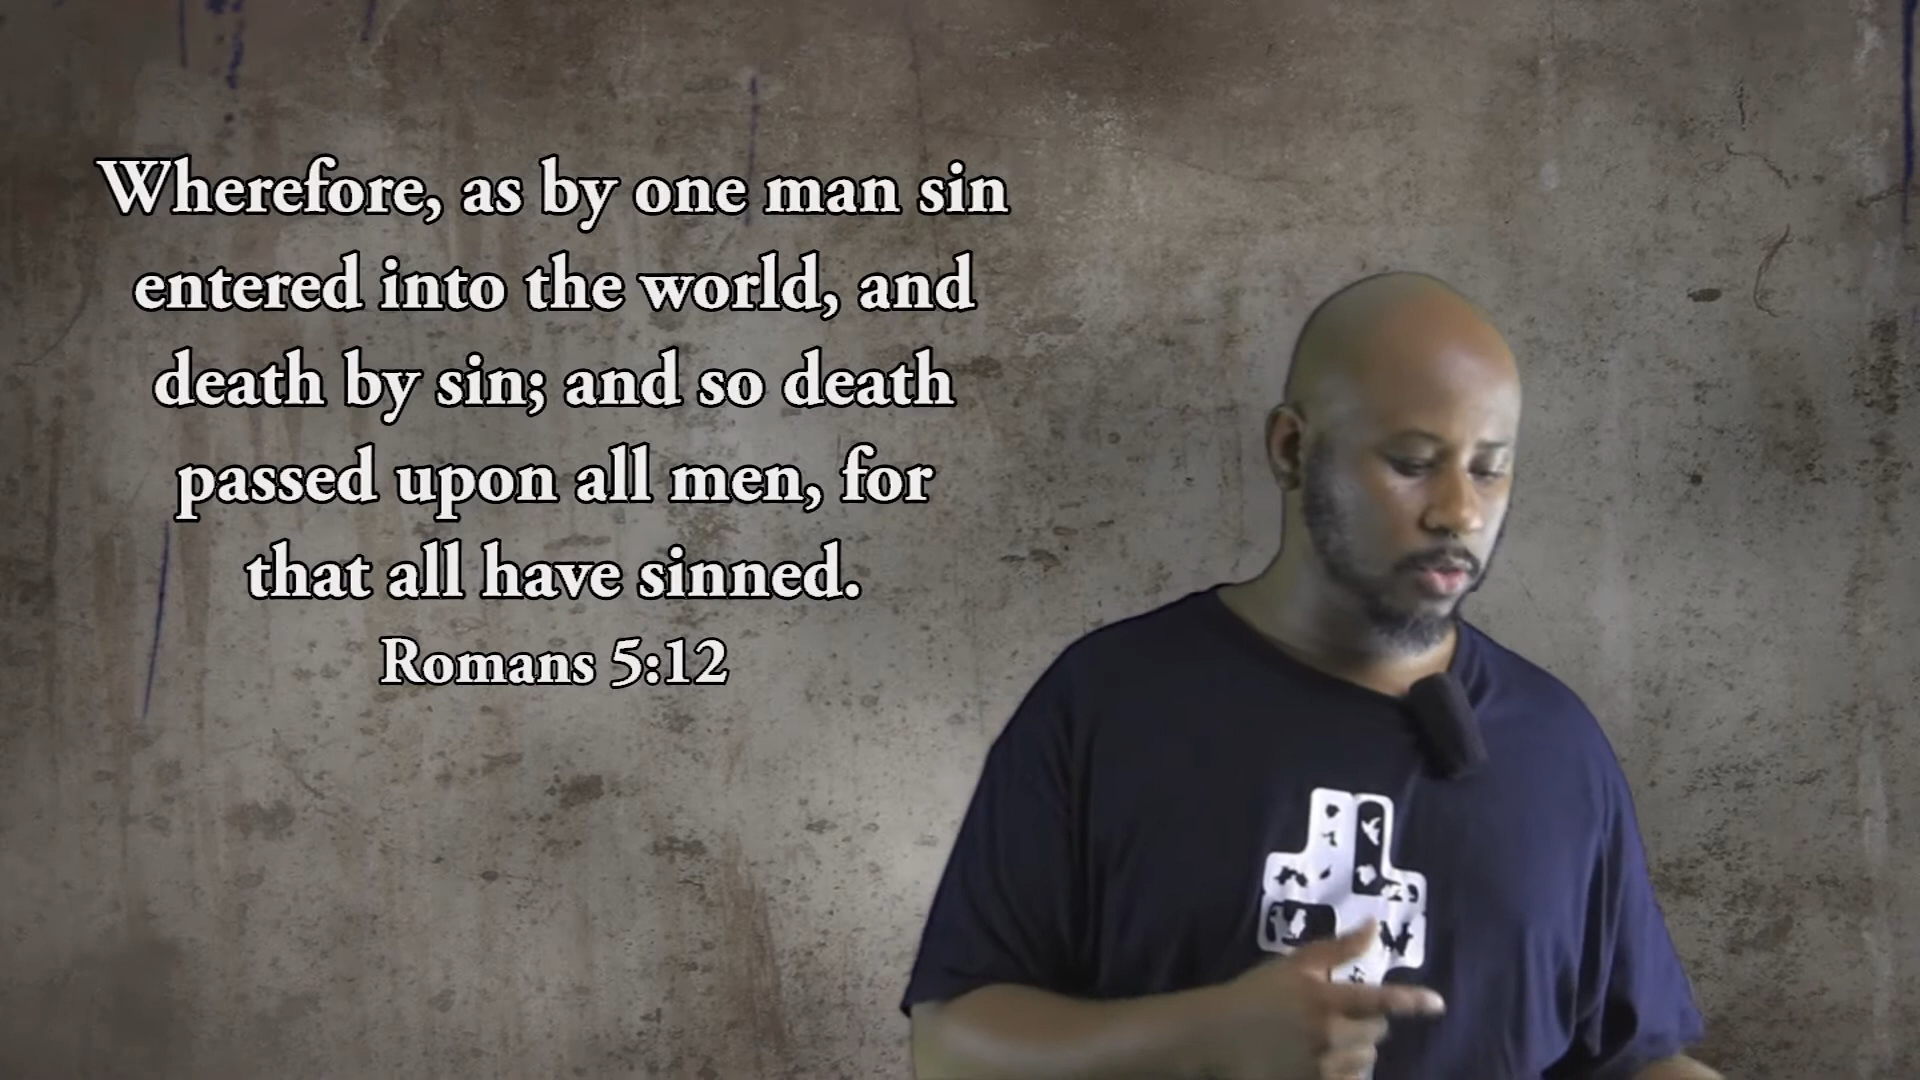 Wherefore, as by one man sin
entered into the world, and
death by sin; and so death
passed upon all men, for
that all have sinned.
Romans 5:12